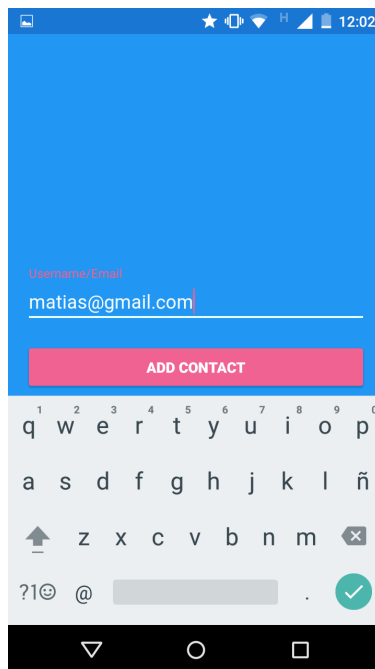 H 12:02
Username/Email
matias@gmail.com
ADD CONTACT
1 2 3 4 5 6 7 8 9 0
q w e r t y u i o p
a s d f g h j k l ñ
z x c v b n m
?1☺ @ .